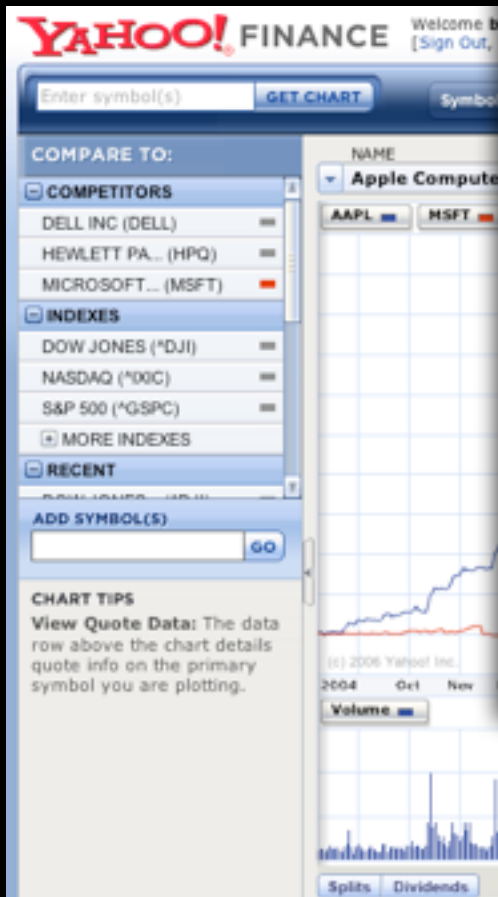 YAHOO! FINANCE
Welcome
[Sign Out,
Enter symbol(s)
GET CHART
Symbo
COMPARE TO:
COMPETITORS
DELL INC (DELL)
HEWLETT PA... (HPQ)
MICROSOFT... (MSFT)
INDEXES
DOW JONES (^DJI)
NASDAQ (^IXIC)
S&P 500 (^GSPC)
MORE INDEXES
RECENT
ADD SYMBOL(S)
GO
CHART TIPS
View Quote Data: The data
row above the chart details
quote info on the primary
symbol you are plotting.
NAME
Apple Compute
AAPL
MSFT
(c) 2006 Yahoo! Inc.
2004 Oct Nov
Volume
Splits
Dividends